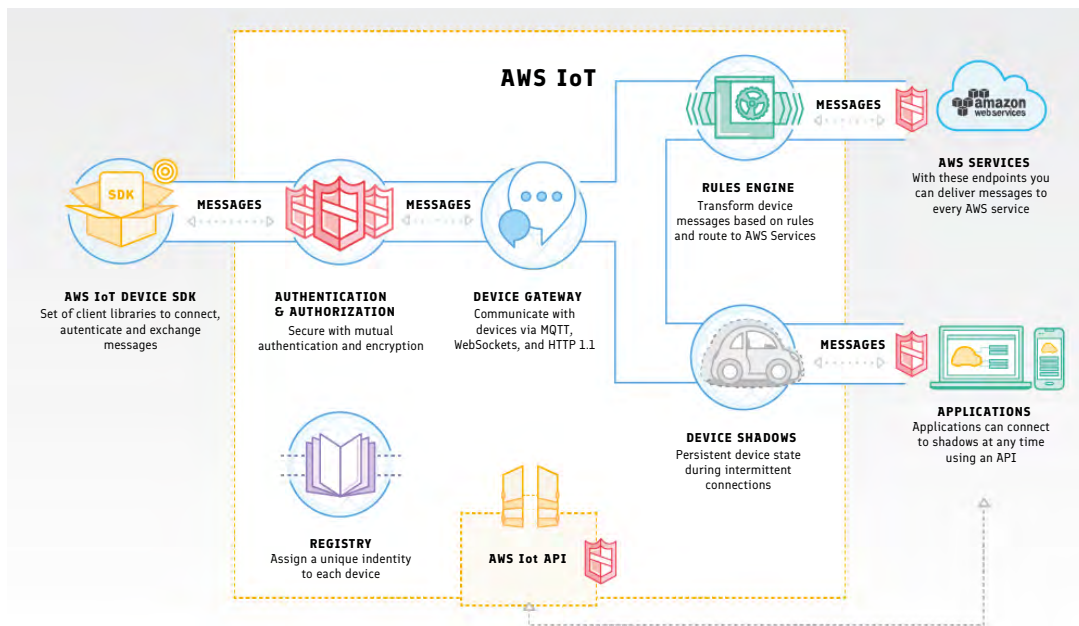 AWS IoT
SDK
MESSAGES
MESSAGES
MESSAGES
amazon
webservices
AWS IoT DEVICE SDK
Set of client libraries to connect,
authenticate and exchange
messages
AUTHENTICATION
& AUTHORIZATION
Secure with mutual
authentication and encryption
DEVICE GATEWAY
Communicate with
devices via MQTT,
WebSockets, and HTTP 1.1
RULES ENGINE
Transform device
messages based on rules
and route to AWS Services
AWS SERVICES
With these endpoints you
can deliver messages to
every AWS service
MESSAGES
DEVICE SHADOWS
Persistent device state
during intermittent
connections
APPLICATIONS
Applications can connect
to shadows at any time
using an API
REGISTRY
Assign a unique indentity
to each device
AWS Iot API